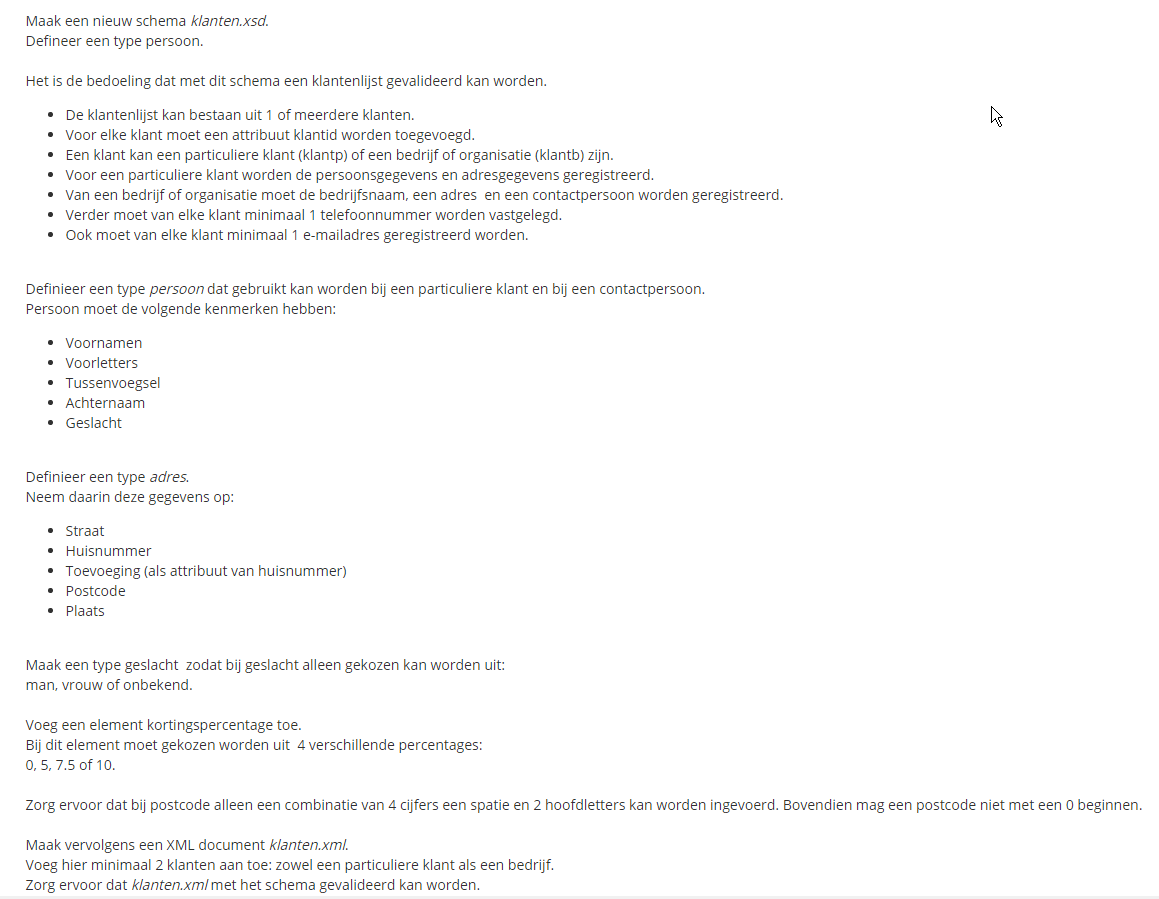 Maak een nieuw schema klanten.xsd.
Defineer een type persoon.
Het is de bedoeling dat met dit schema een klantenlijst gevalideerd kan worden.
• De klantenlijst kan bestaan uit 1 of meerdere klanten.
• Voor elke klant moet een attribuut klantid worden toegevoegd.
• Een klant kan een particuliere klant (klantp) of een bedrijf of organisatie (klantb) zijn.
• Voor een particuliere klant worden de persoonsgegevens en adresgegevens geregistreerd.
• Van een bedrijf of organisatie moet de bedrijfsnaam, een adres en een contactpersoon worden geregistreerd.
• Verder moet van elke klant minimaal 1 telefoonnummer worden vastgelegd.
• Ook moet van elke klant minimaal 1 e-mailadres geregistreerd worden.
Definieer een type persoon dat gebruikt kan worden bij een particuliere klant en bij een contactpersoon.
Persoon moet de volgende kenmerken hebben:
• Voornamen
• Voorletters
• Tussenvoegsel
• Achternaam
• Geslacht
Definieer een type adres.
Neem daarin deze gegevens op:
• Straat
• Huisnummer
• Toevoeging (als attribuut van huisnummer)
• Postcode
• Plaats
Maak een type geslacht zodat bij geslacht alleen gekozen kan worden uit:
man, vrouw of onbekend.
Voeg een element kortingspercentage toe.
Bij dit element moet gekozen worden uit 4 verschillende percentages:
0, 5, 7.5 of 10.
Zorg ervoor dat bij postcode alleen een combinatie van 4 cijfers een spatie en 2 hoofdletters kan worden ingevoerd. Bovendien mag een postcode niet met een 0 beginnen.
Maak vervolgens een XML document klanten.xml.
Voeg hier minimaal 2 klanten aan toe: zowel een particuliere klant als een bedrijf.
Zorg ervoor dat klanten.xml met het schema gevalideerd kan worden.